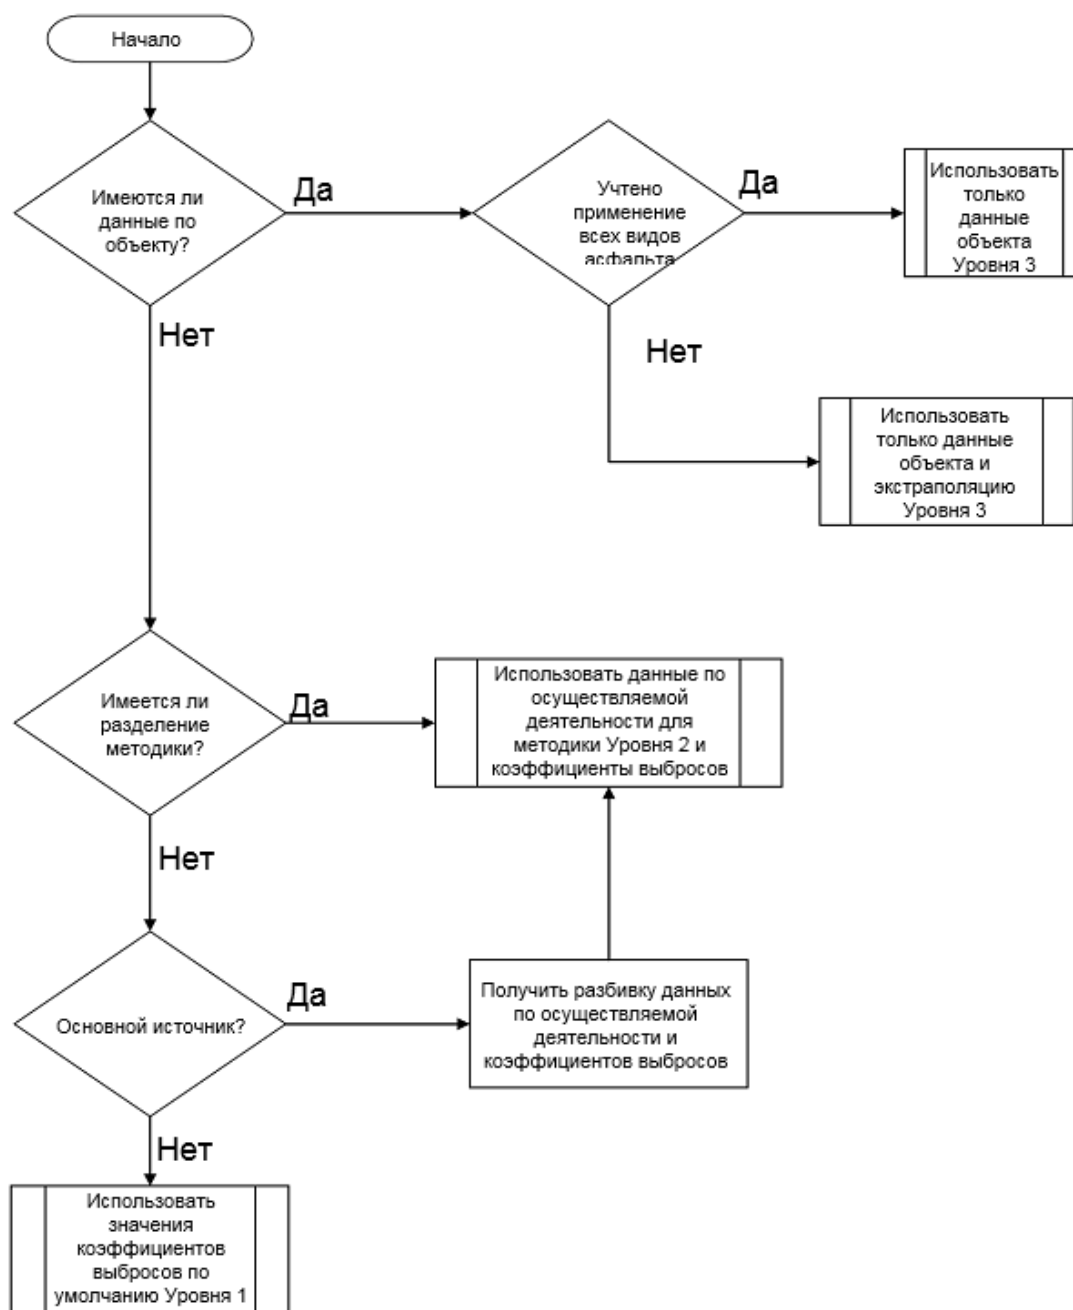 Начало
Имеются ли
данные по
объекту?
Да
Учтено
применение
всех видов
асфальта
Да
Использовать
только
данные
объекта
Уровня 3
Нет
Нет
Использовать
только данные
объекта и
экстраполяцию
Уровня 3
Имеется ли
разделение
методики?
Да
Использовать данные по
осуществляемой
деятельности для
методики Уровня 2 и
коэффициенты выбросов
Нет
Основной источник?
Да
Получить разбивку данных
по осуществляемой
деятельности и
коэффициентов выбросов
Нет
Использовать
значения
коэффициентов
выбросов по
умолчанию Уровня 1